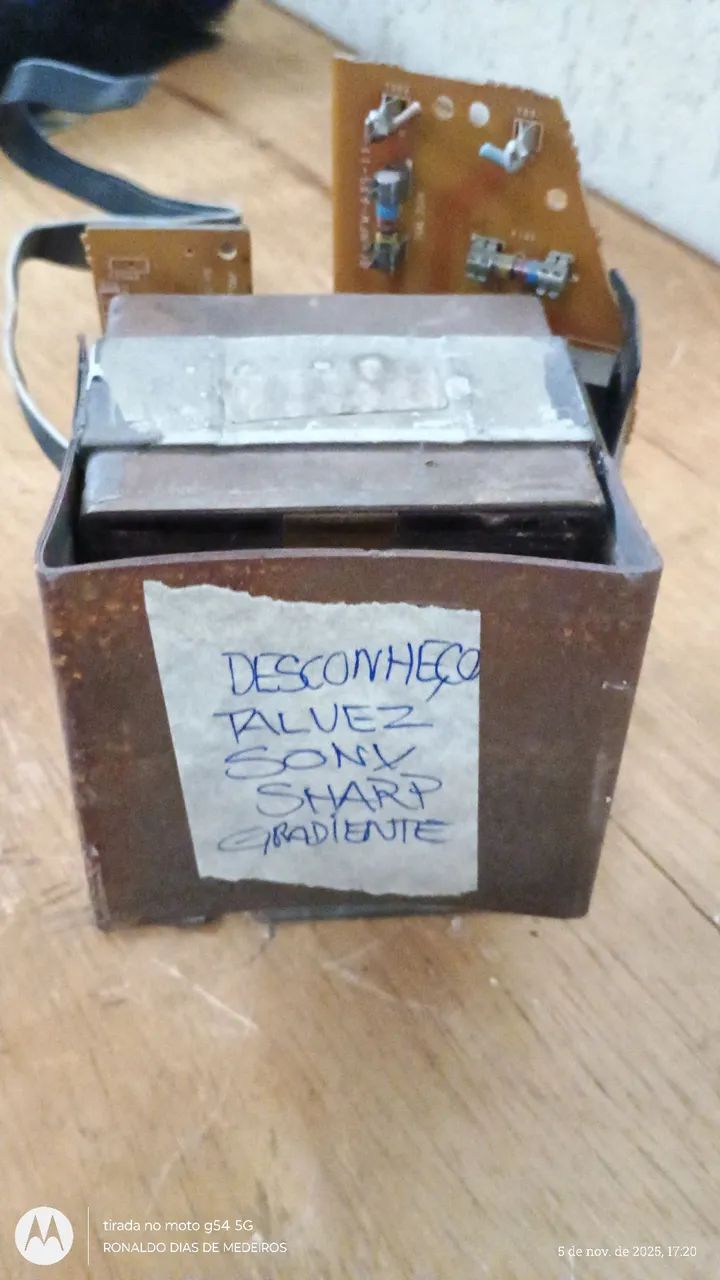 DESCONHEÇO
TALVEZ
SONY
SHARP
GRADIENTE
tirada no moto g54 5G
RONALDO DIAS DE MEDEIROS
5 de nov. de 2025, 17:20